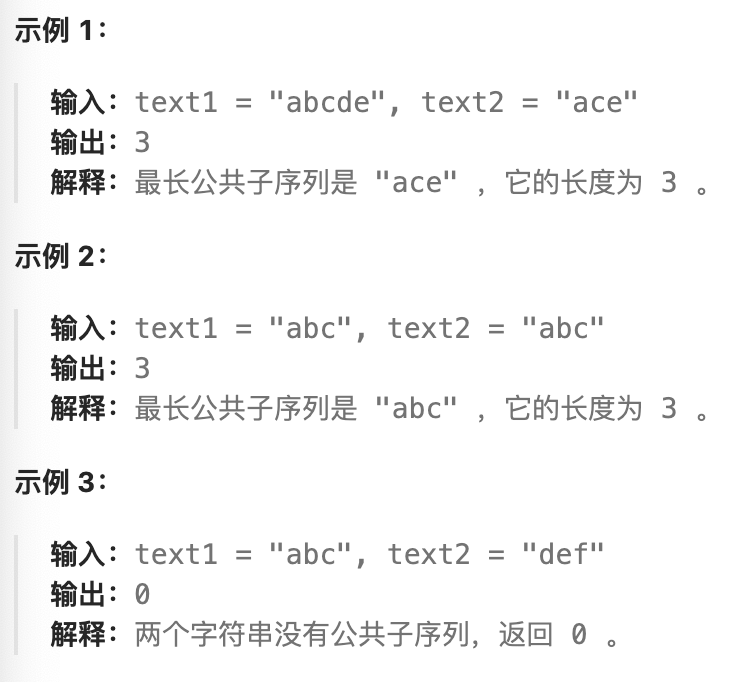 示例 1：
输入：text1 = "abcde", text2 = "ace"
输出：3
解释：最长公共子序列是 "ace" ，它的长度为 3 。
示例 2：
输入：text1 = "abc", text2 = "abc"
输出：3
解释：最长公共子序列是 "abc" ，它的长度为 3 。
示例 3：
输入：text1 = "abc", text2 = "def"
输出：0
解释：两个字符串没有公共子序列，返回 0 。